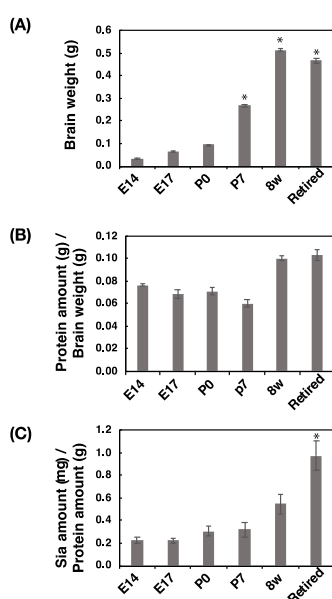 (A)
Brain weight (g)
0.6
0.5
0.4
0.3
0.2
0.1
0.0
* * *
E14 E17 P0 P7 8w Retired
(B)
Protein amount (g) /
Brain weight (g)
0.12
0.10
0.08
0.06
0.04
0.02
0.00
E14 E17 P0 p7 8w Retired
(C)
Sia amount (mg) /
Protein amount (g)
1.2
1.0
0.8
0.6
0.4
0.2
0.0
*
E14 E17 P0 P7 8w Retired